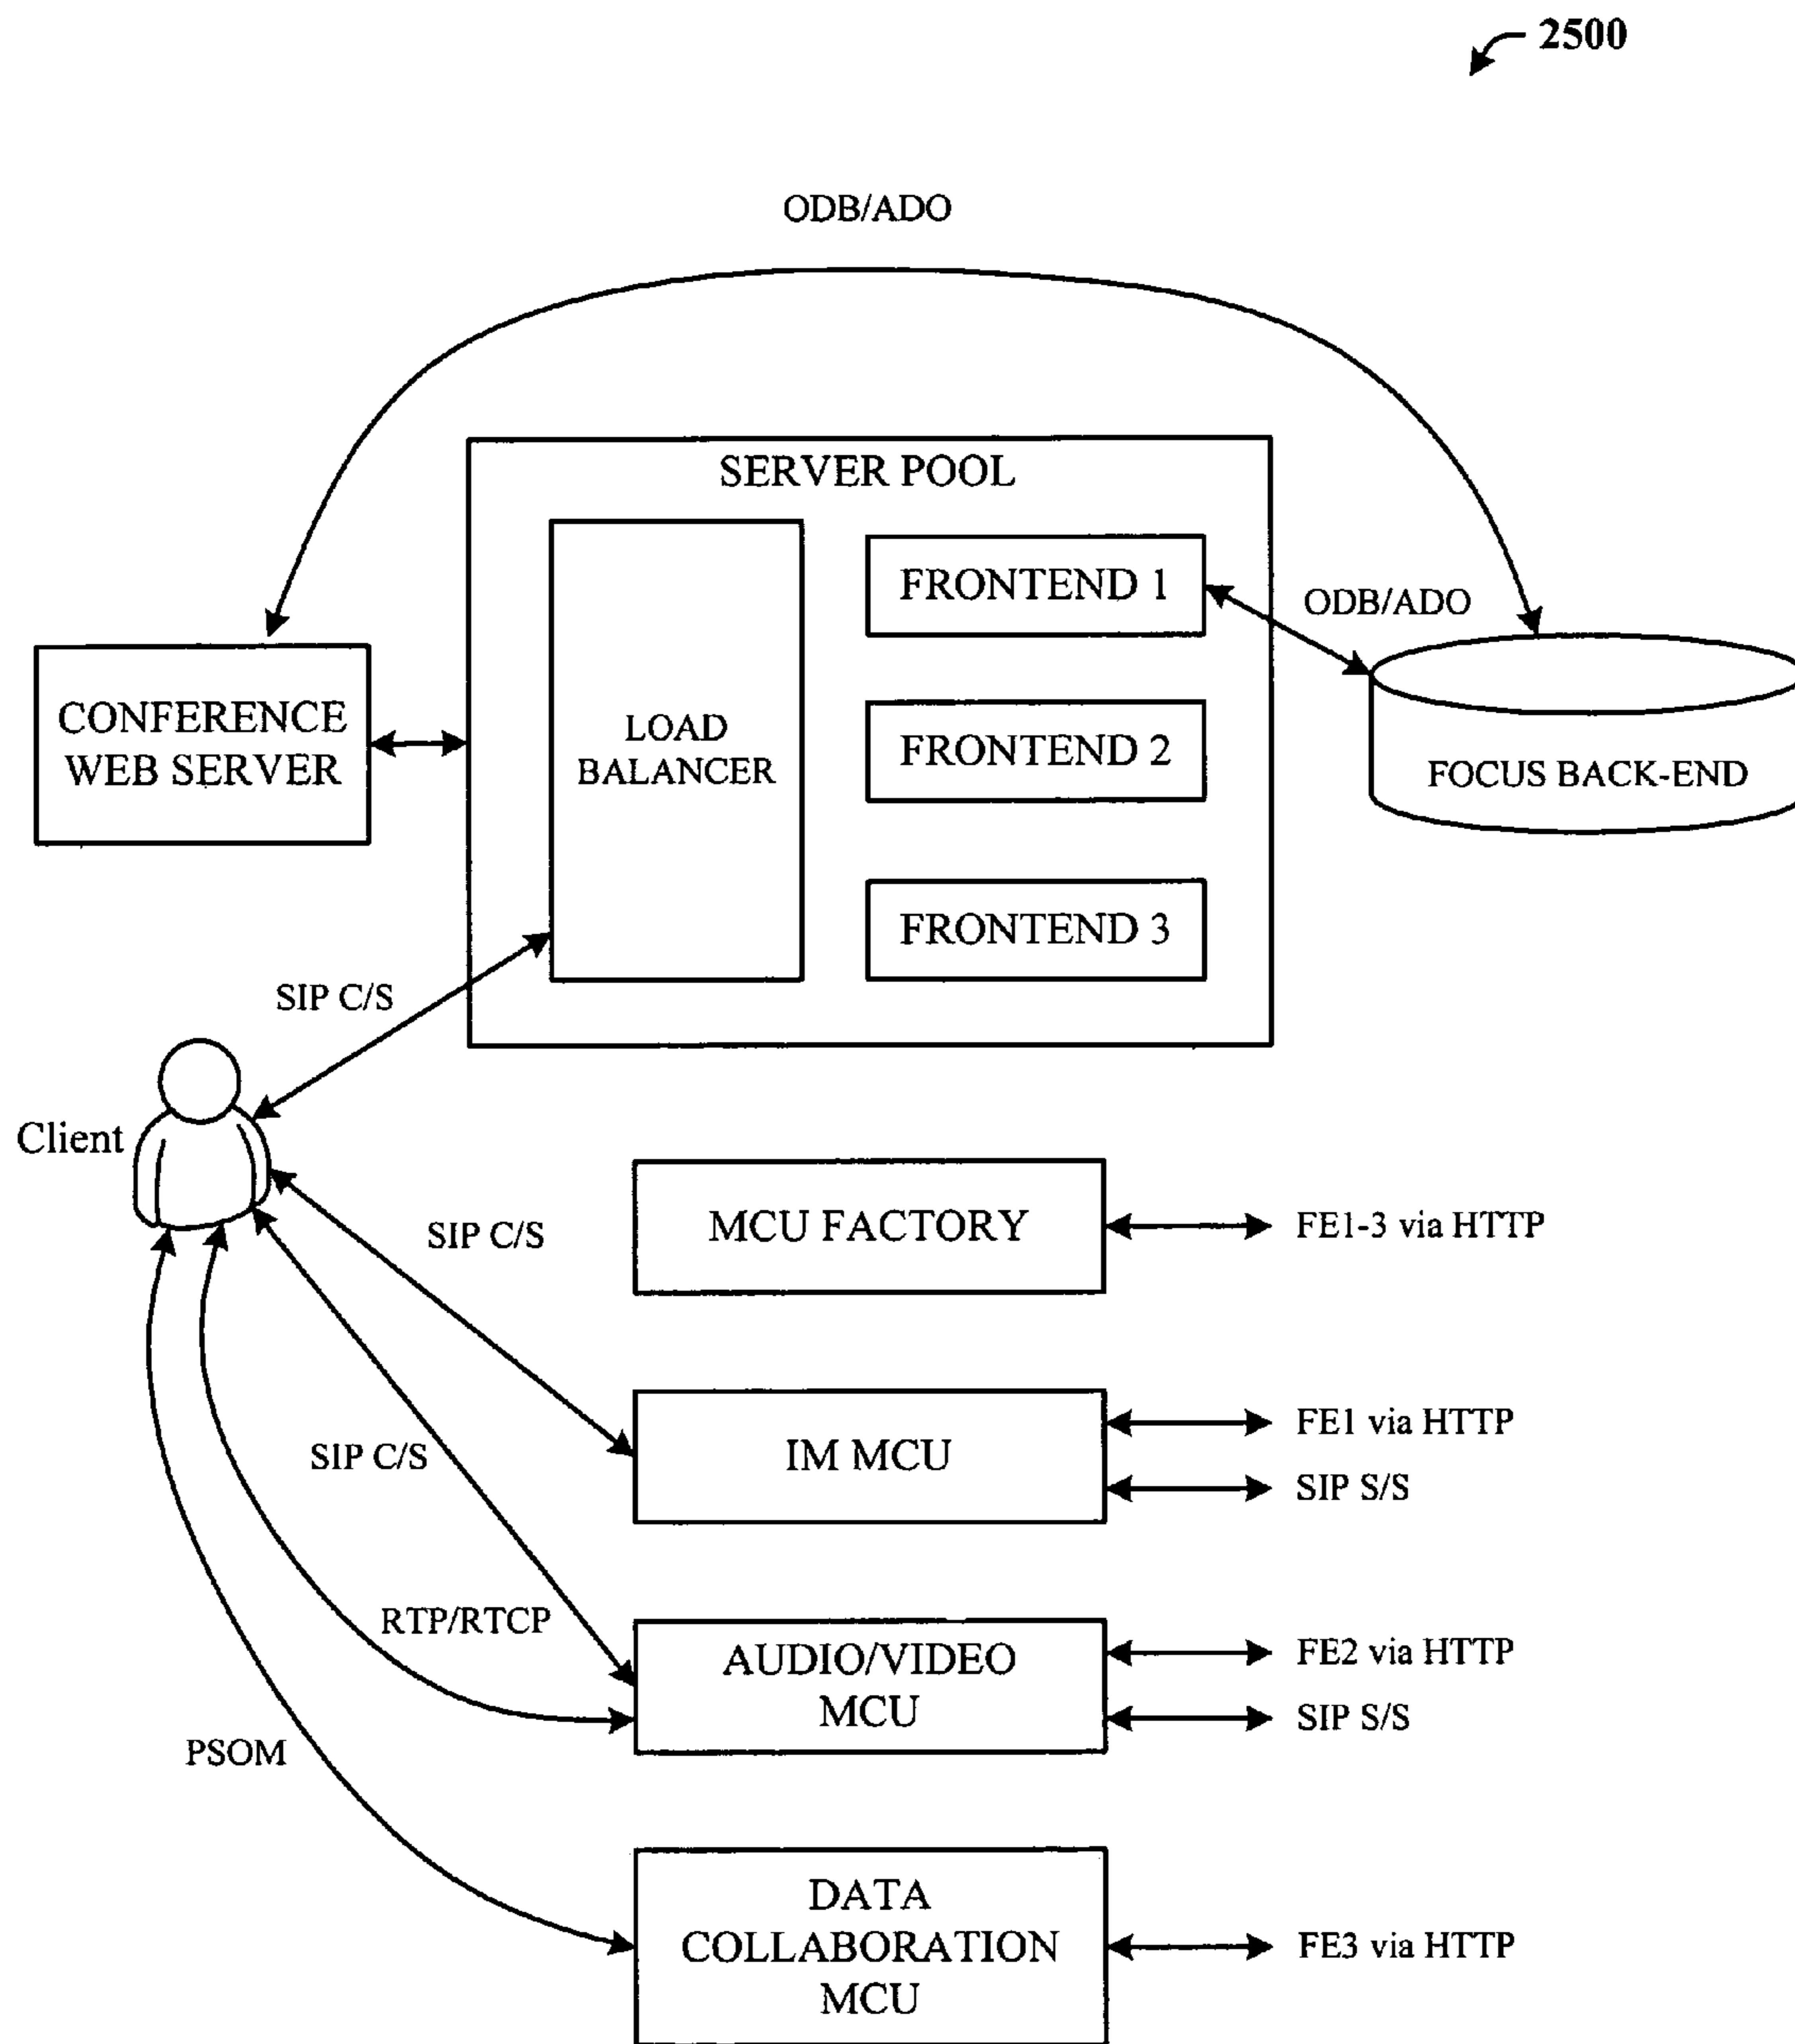 2500
ODB/ADO
SERVER POOL
FRONTEND 1
ODB/ADO
CONFERENCE
WEB SERVER
LOAD
BALANCER
FRONTEND 2
FOCUS BACK-END
FRONTEND 3
SIP C/S
Client
SIP C/S
MCU FACTORY
FE1-3 via HTTP
SIP C/S
IM MCU
FE1 via HTTP
SIP S/S
RTP/RTCP
AUDIO/VIDEO
MCU
FE2 via HTTP
SIP S/S
PSOM
DATA
COLLABORATION
MCU
FE3 via HTTP